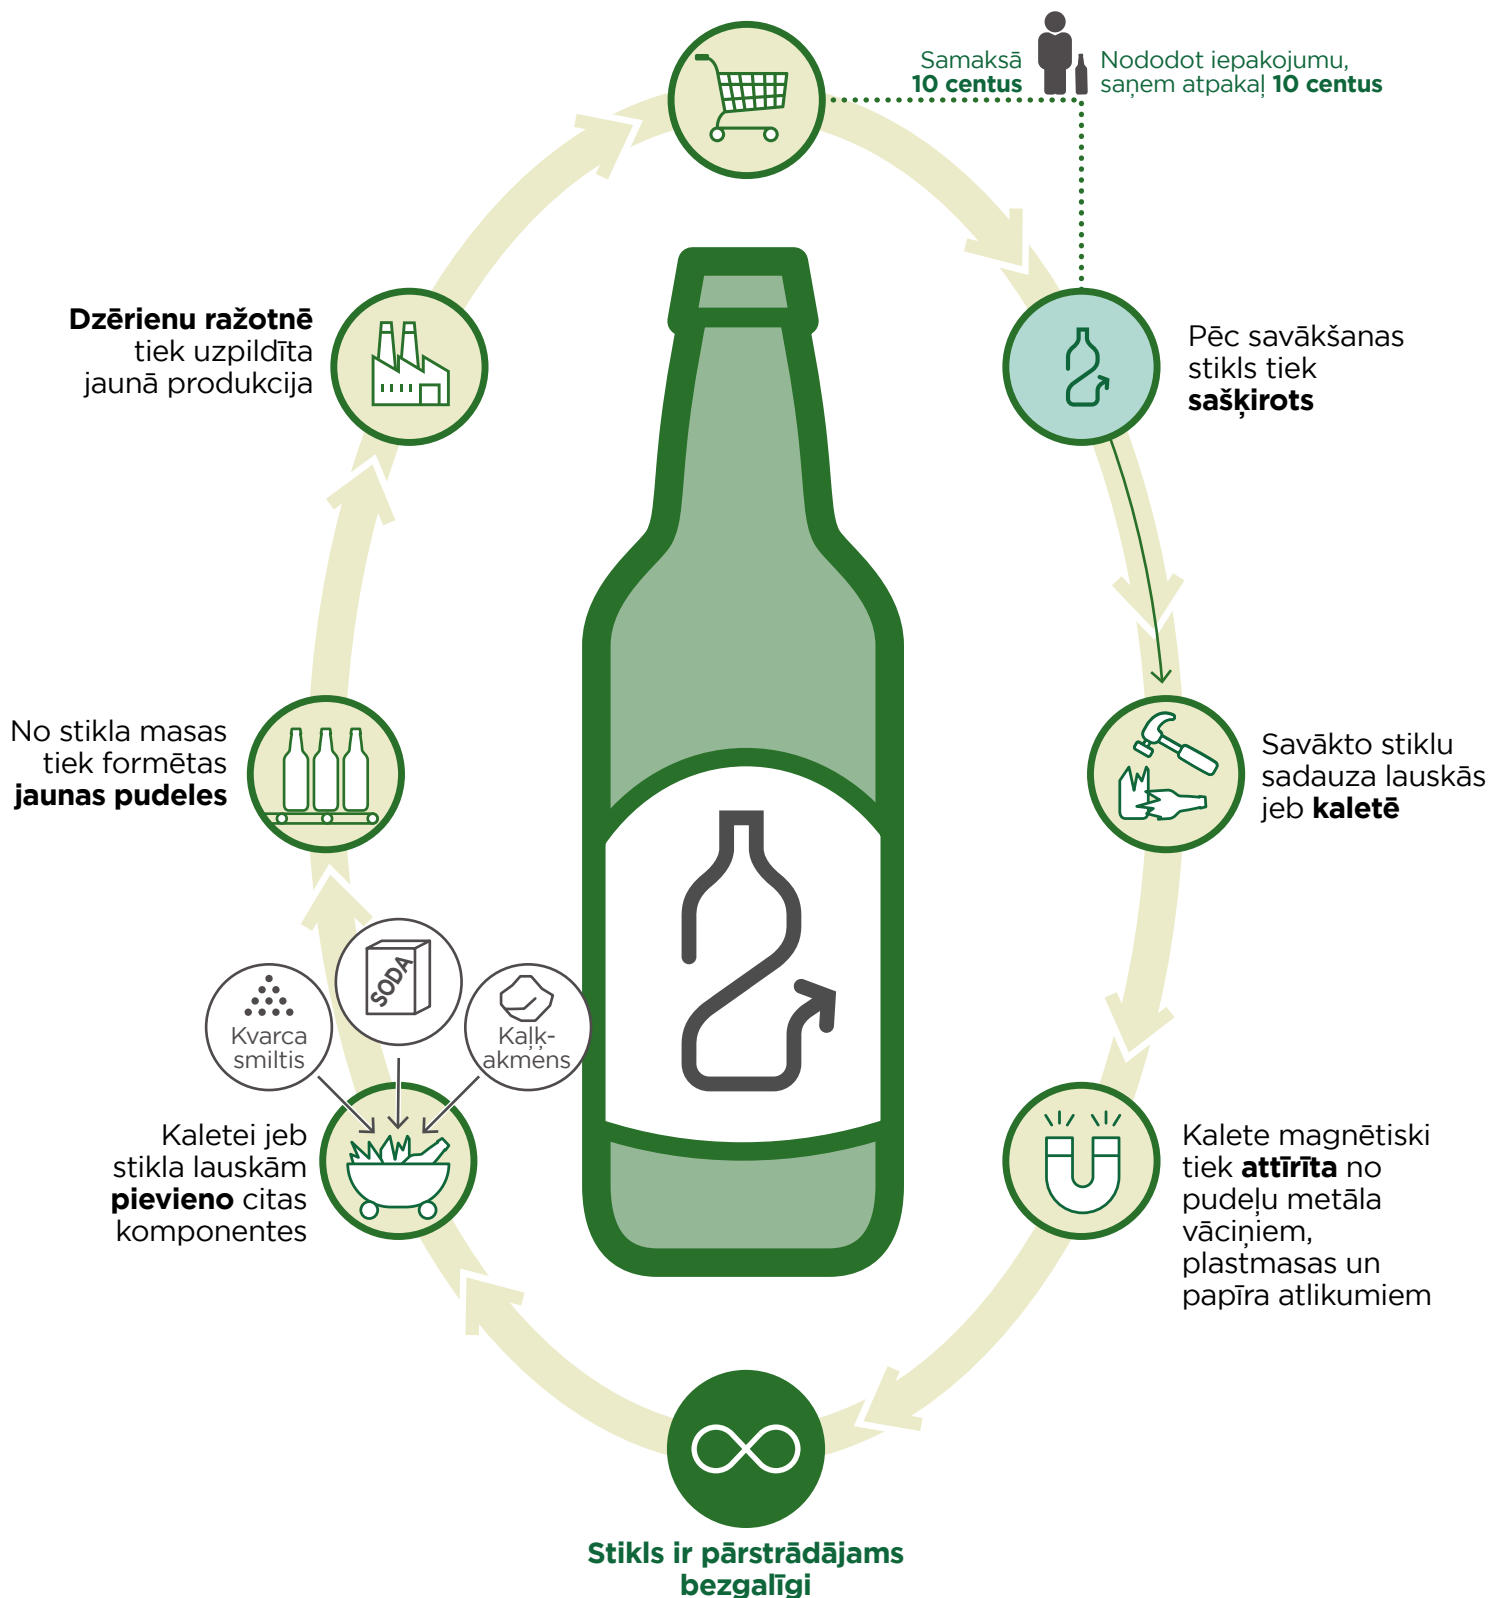 Samaksā
10 centus
Nododot iepakojumu,
saņem atpakaļ 10 centus
Pēc savākšanas
stikls tiek
sašķirots
Savākto stiklu
sadauza lauskās
jeb kaletē
Kalete magnētiski
tiek attīrīta no
pudeļu metāla
vāciņiem,
plastmasas un
papīra atlikumiem
Stikls ir pārstrādājams
bezgalīgi
Kaletei jeb
stikla lauskām
pievieno citas
komponentes
Kvarca
smiltis
SODA
Kaļķ-
akmens
No stikla masas
tiek formētas
jaunas pudeles
Dzērienu ražotnē
tiek uzpildīta
jaunā produkcija